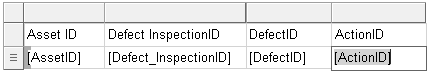 Asset ID Defect InspectionID DefectID ActionID
[AssetID] [Defect_InspectionID] [DefectID] [ActionID]